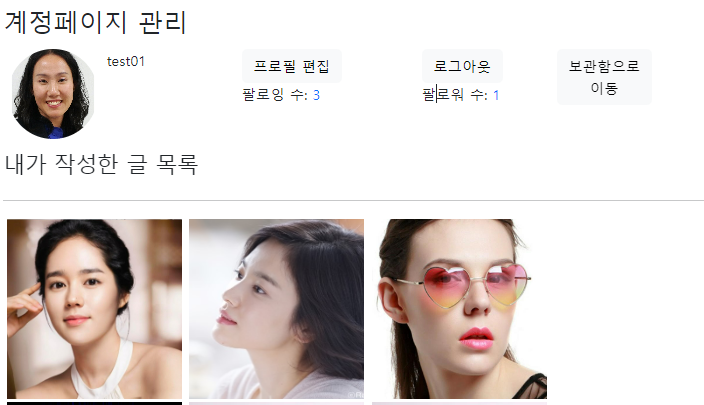 계정페이지 관리
test01
프로필 편집
로그아웃
보관함으로
이동
팔로잉 수: 3
팔로워 수: 1
내가 작성한 글 목록